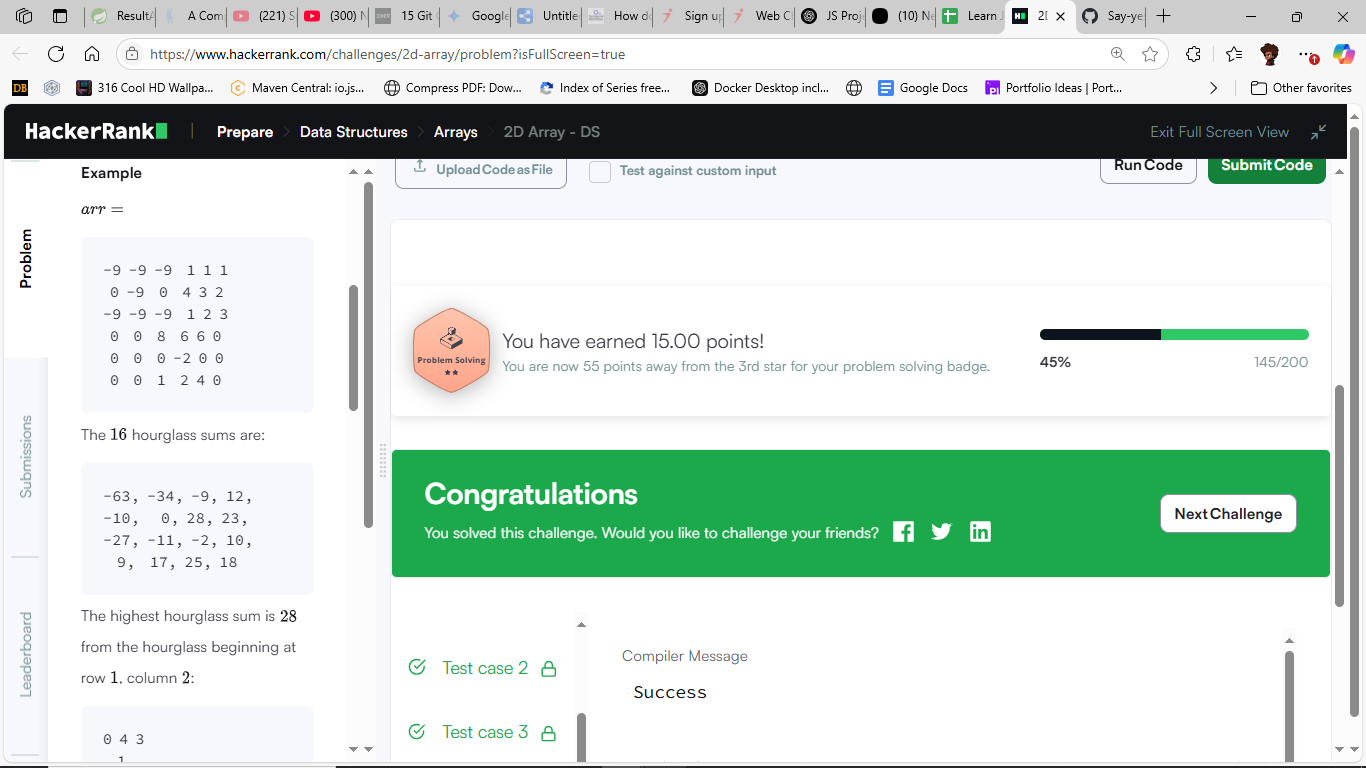 ResultA
A Com
(221) S
(300) N
15 Git C
Google
Untitle
How do
Sign up
Web C
JS Proj
(10) Ne
Learn J
2D
Say-ye
https://www.hackerrank.com/challenges/2d-array/problem?isFullScreen=true
DB
316 Cool HD Wallpa...
Maven Central: io.js...
Compress PDF: Dow...
Index of Series free...
Docker Desktop incl...
Google Docs
Portfolio Ideas | Port...
Other favorites
HackerRank
Prepare
Data Structures
Arrays
2D Array - DS
Exit Full Screen View
Problem
Submissions
Leaderboard
Example
arr =
-9 -9 -9 1 1 1
0 -9 0 4 3 2
-9 -9 -9 1 2 3
0 0 8 6 6 0
0 0 0 -2 0 0
0 0 1 2 4 0
The 16 hourglass sums are:
-63, -34, -9, 12,
-10, 0, 28, 23,
-27, -11, -2, 10,
9, 17, 25, 18
The highest hourglass sum is 28
from the hourglass beginning at
row 1, column 2:
0 4 3
1
Upload Code as File
Test against custom input
Run Code
Submit Code
Problem Solving
You have earned 15.00 points!
You are now 55 points away from the 3rd star for your problem solving badge.
45%
145/200
Congratulations
You solved this challenge. Would you like to challenge your friends?
Next Challenge
Test case 2
Test case 3
Compiler Message
Success